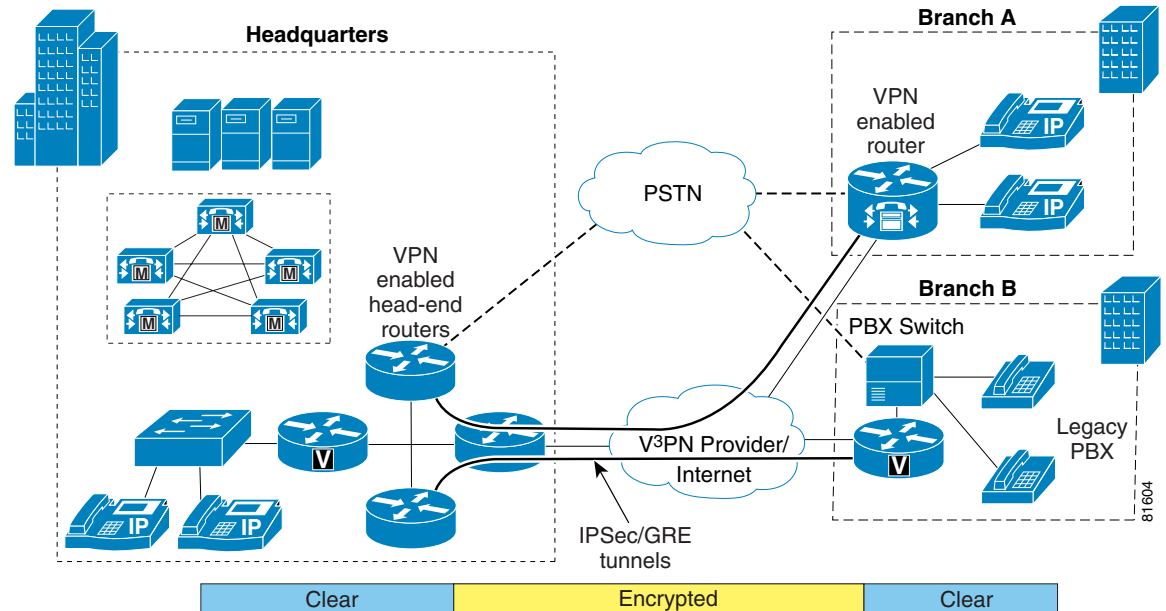 Headquarters
Branch A
VPN
enabled
router
IP
IP
PSTN
M
M
M
M
M
VPN
enabled
head-end
routers
Branch B
PBX Switch
Legacy
PBX
V
V
V³PN Provider/
Internet
IP
IP
IPSec/GRE
tunnels
81604
Clear
Encrypted
Clear